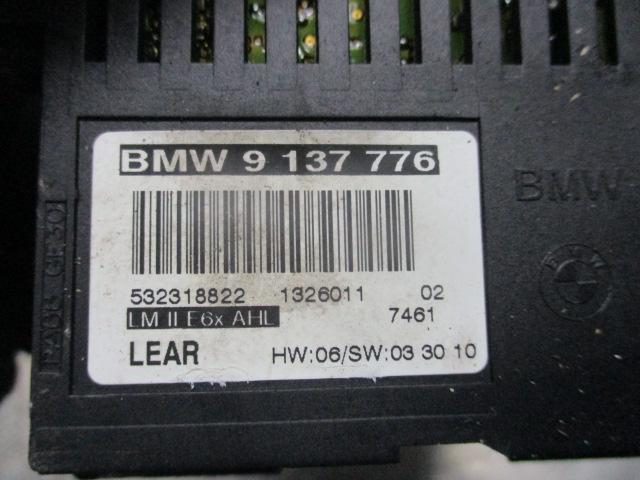 BMW 9 137 776
532318822 1326011 02
LM II E6x AHL 7461
LEAR HW:06/SW:03 30 10
BMW
BMW